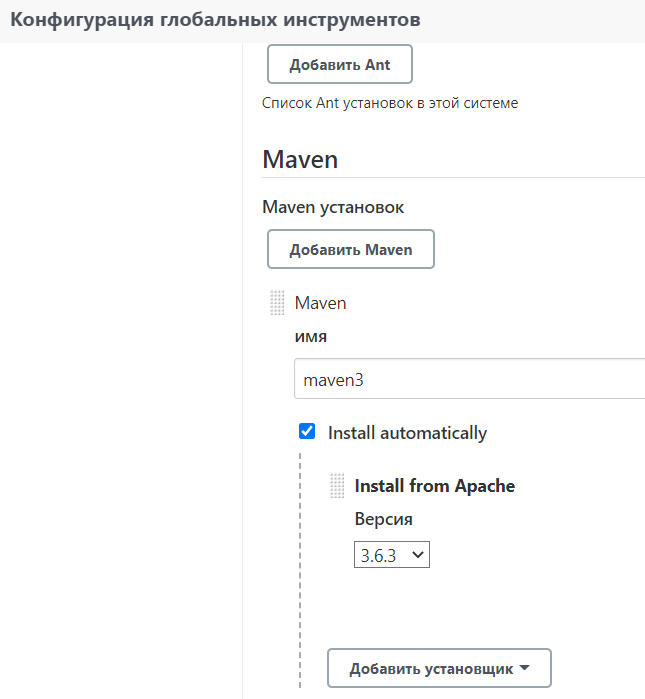 Конфигурация глобальных инструментов
Добавить Ant
Список Ant установок в этой системе
Maven
Maven установок
Добавить Maven
Maven
имя
maven3
Install automatically
Install from Apache
Версия
3.6.3
Добавить установщик